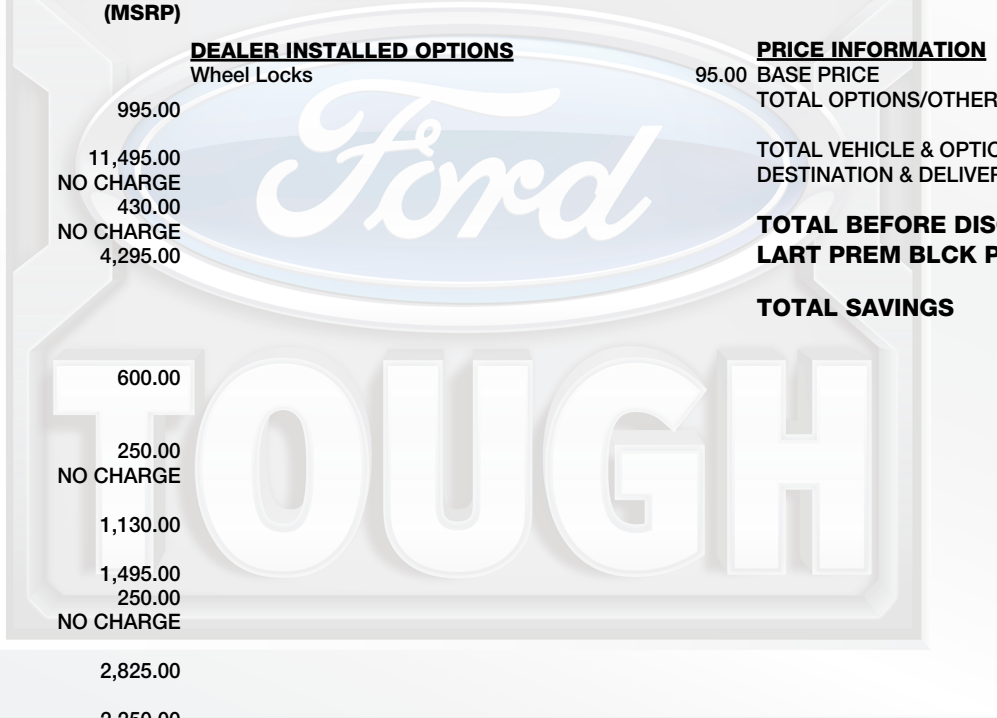 (MSRP)
995.00
11,495.00
NO CHARGE
430.00
NO CHARGE
4,295.00
600.00
250.00
NO CHARGE
1,130.00
1,495.00
250.00
NO CHARGE
2,825.00
DEALER INSTALLED OPTIONS
Wheel Locks 95.00
PRICE INFORMATION
BASE PRICE
TOTAL OPTIONS/OTHER
TOTAL VEHICLE & OPTIO
DESTINATION & DELIVER
TOTAL BEFORE DIS
LART PREM BLCK P
TOTAL SAVINGS
Ford
TOUGH